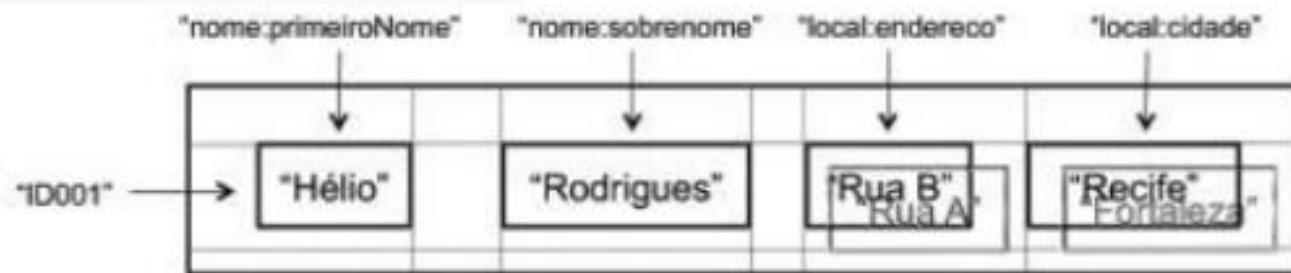 "nome:primeiroNome" "nome:sobrenome" "local:endereco" "local:cidade"
"ID001" "Hélio" "Rodrigues" "Rua B" "Recife"
"Rua A" "Fortaleza"